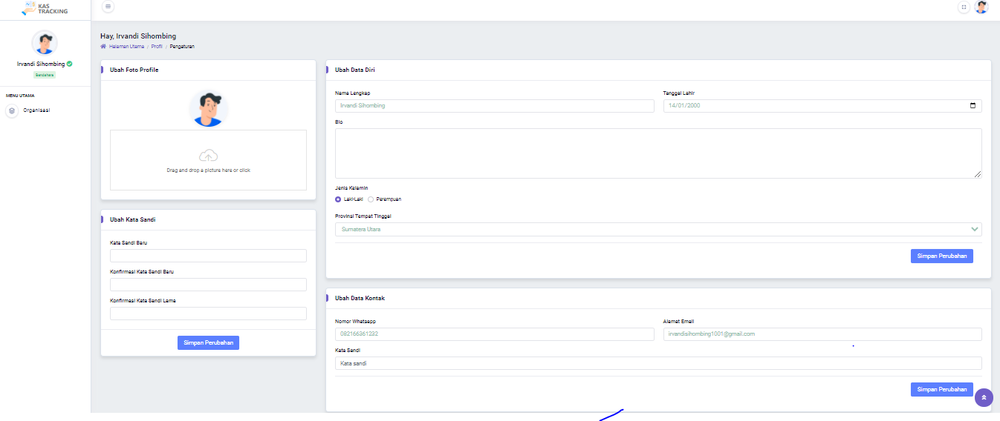 KAS
TRACKING
Irvandi Sihombing
Bendahara
MENU UTAMA
Organisasi
Hay, Irvandi Sihombing
Halaman Utama / Profil / Pengaturan
Ubah Foto Profile
Drag and drop a picture here or click
Ubah Kata Sandi
Kata Sandi Baru
Konfirmasi Kata Sandi Baru
Konfirmasi Kata Sandi Lama
Simpan Perubahan
Ubah Data Diri
Nama Lengkap
Irvandi Sihombing
Tanggal Lahir
14/01/2000
Bio
Jenis Kelamin
Laki-Laki Perempuan
Provinsi Tempat Tinggal
Sumatera Utara
Simpan Perubahan
Ubah Data Kontak
Nomor Whatsapp
082166361232
Alamat Email
irvandisihombing1001@gmail.com
Kata Sandi
Kata sandi
Simpan Perubahan